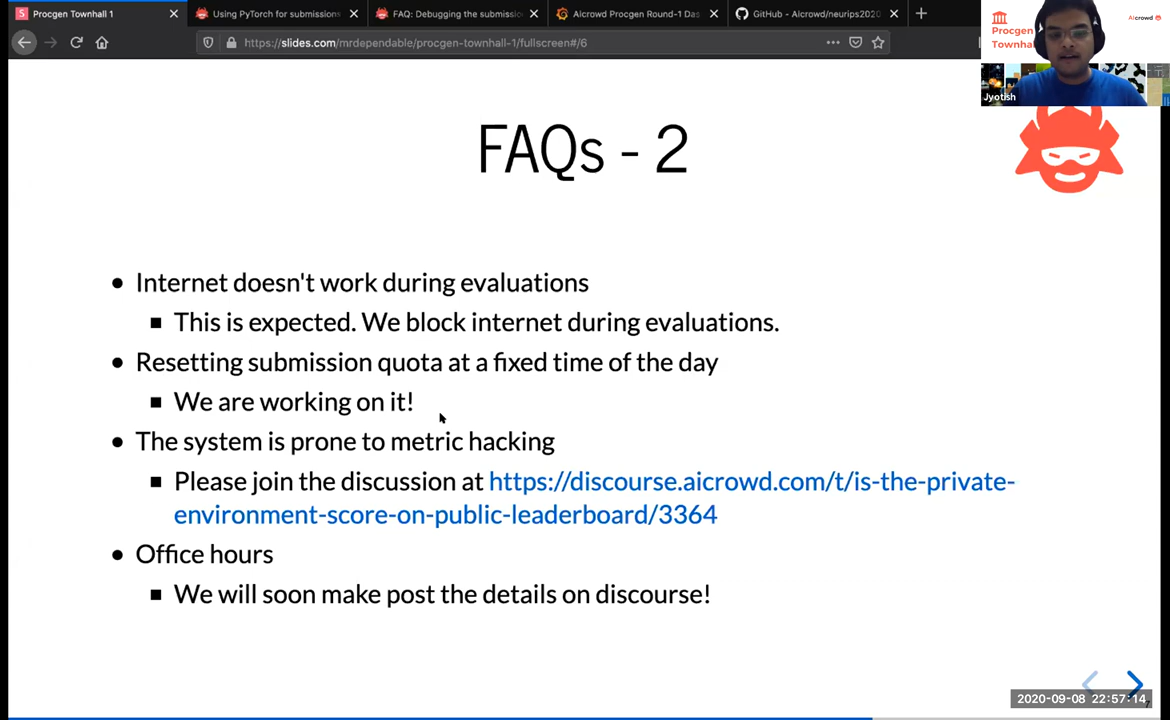 Procgen Townhall 1
Using PyTorch for submissions
FAQ: Debugging the submissio
AIcrowd Procgen Round-1 Das
GitHub - AIcrowd/neurips2020
https://slides.com/mrdependable/procgen-townhall-1/fullscreen#/6
Procgen
Townhal
AIcrowd
Jyotish
FAQs - 2
Internet doesn't work during evaluations
This is expected. We block internet during evaluations.
Resetting submission quota at a fixed time of the day
We are working on it!
The system is prone to metric hacking
Please join the discussion at https://discourse.aicrowd.com/t/is-the-private-
environment-score-on-public-leaderboard/3364
Office hours
We will soon make post the details on discourse!
2020-09-08 22:57:14